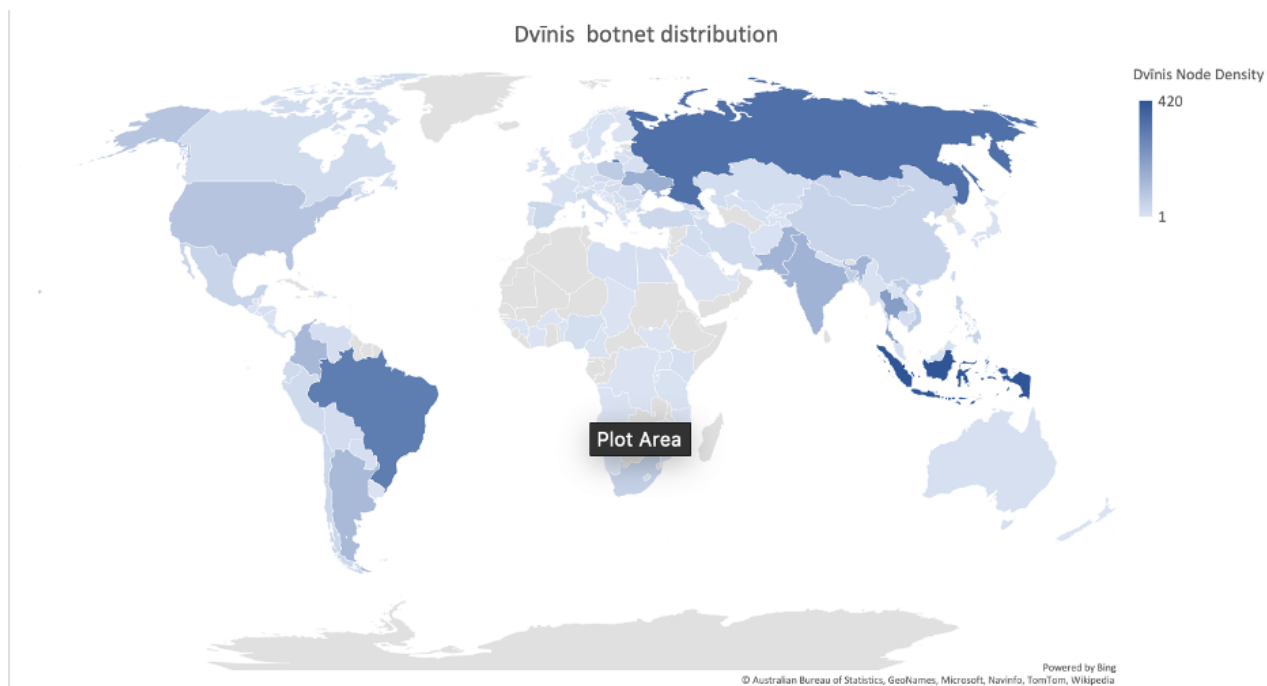 Dvīnis botnet distribution
Dvīnis Node Density
420
1
Plot Area
Powered by Bing
© Australian Bureau of Statistics, GeoNames, Microsoft, Navinfo, TomTom, Wikipedia